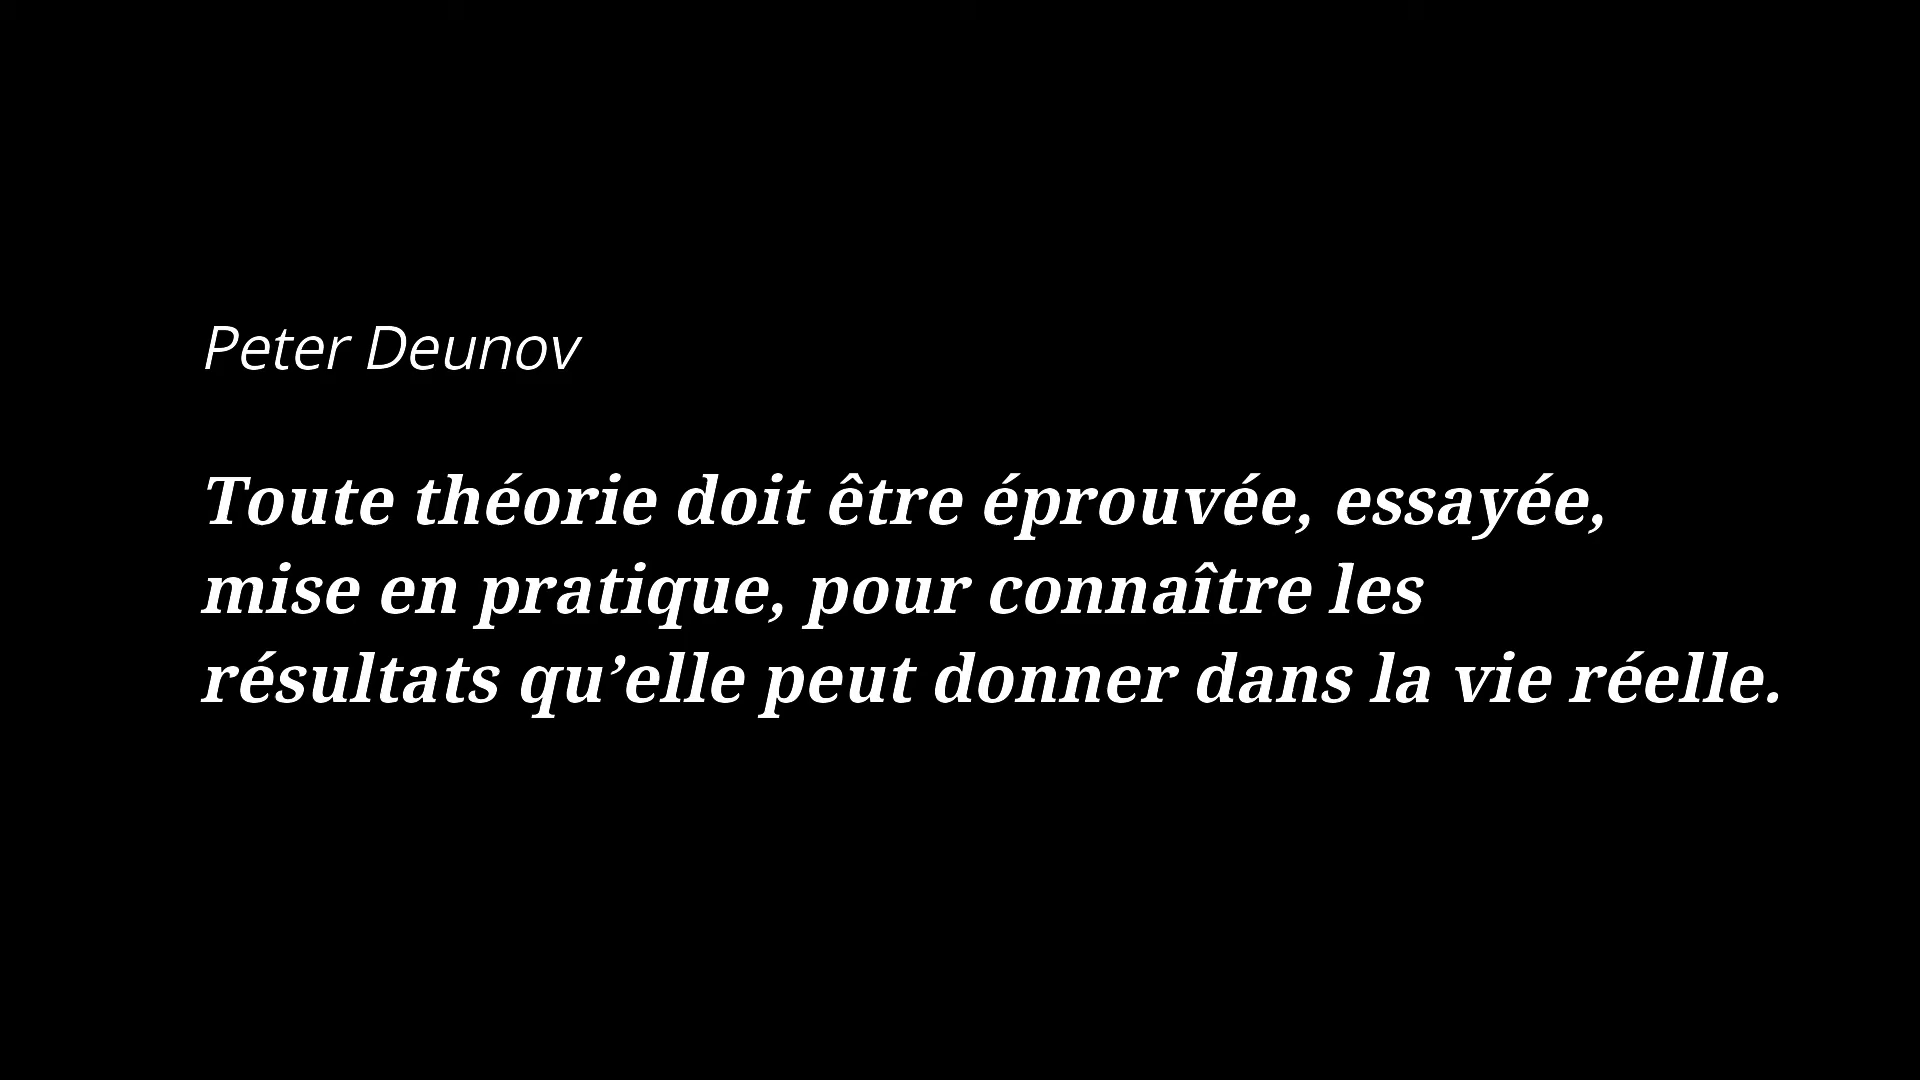 Peter Deunov
Toute théorie doit être éprouvée, essayée,
mise en pratique, pour connaître les
résultats qu’elle peut donner dans la vie réelle.